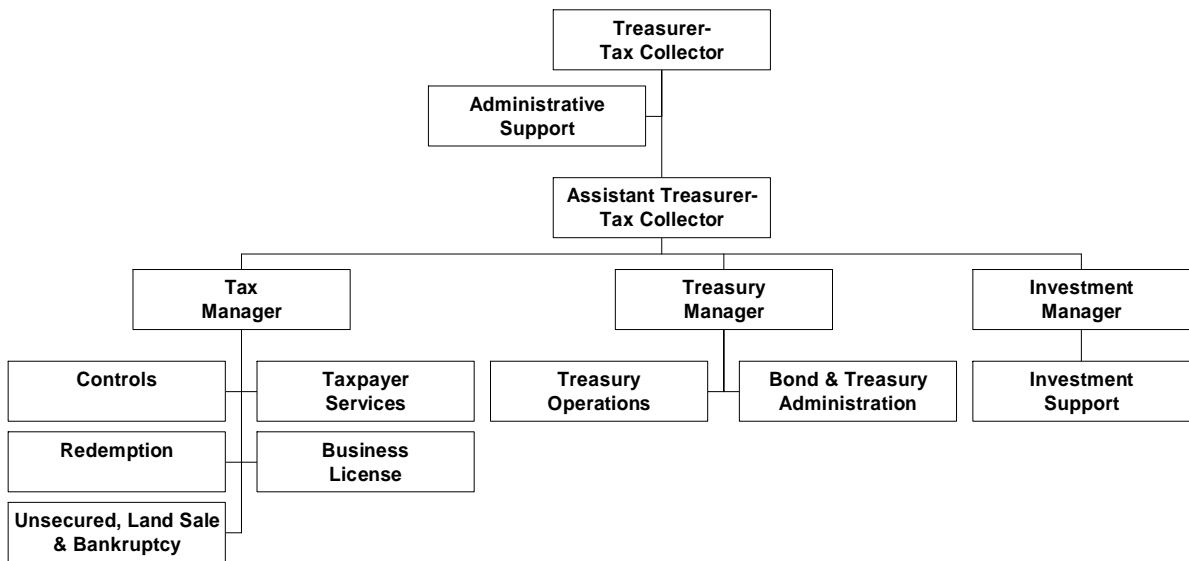 Treasurer-
Tax Collector
Administrative
Support
Assistant Treasurer-
Tax Collector
Tax
Manager
Treasury
Manager
Investment
Manager
Controls
Taxpayer
Services
Treasury
Operations
Bond & Treasury
Administration
Investment
Support
Redemption
Business
License
Unsecured, Land Sale
& Bankruptcy